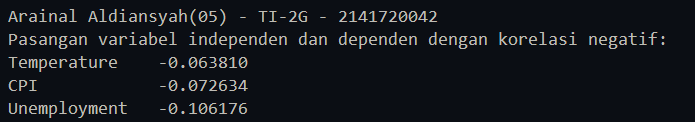 Arainal Aldiansyah(05) - TI-2G - 2141720042
Pasangan variabel independen dan dependen dengan korelasi negatif:
Temperature    -0.063810
CPI            -0.072634
Unemployment   -0.106176